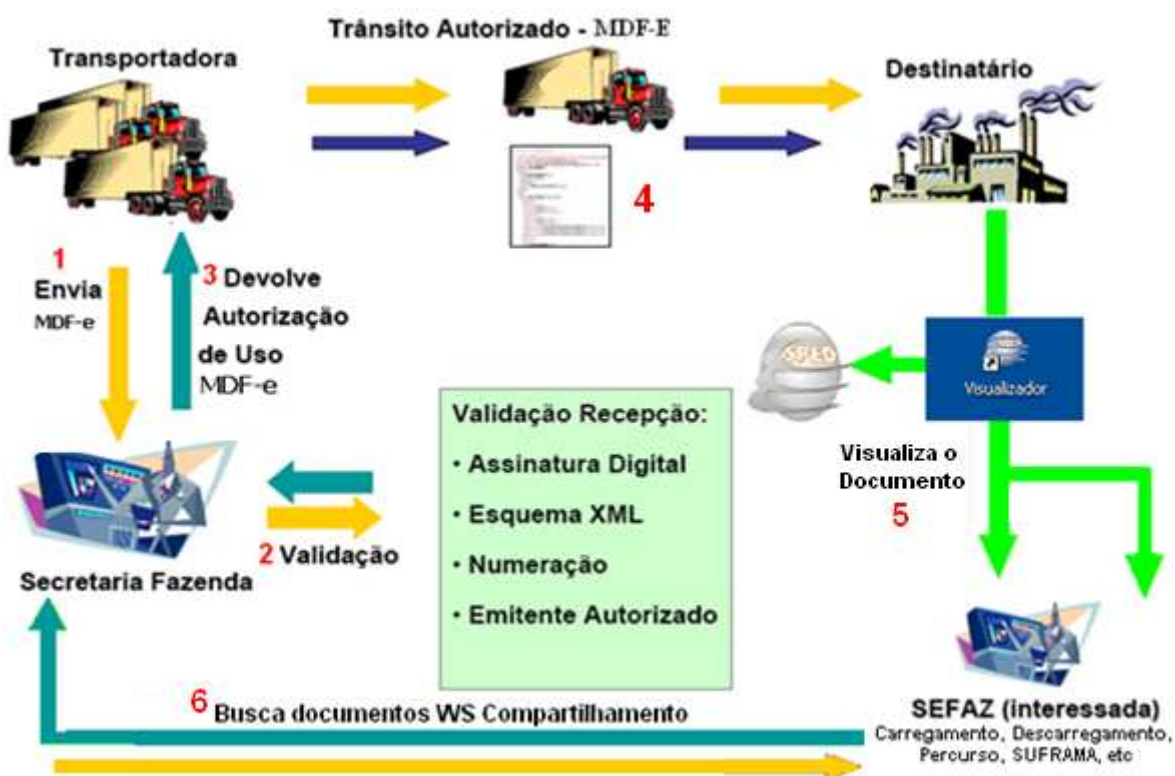 Trânsito Autorizado - MDF-E
Transportadora
Destinatário
4
1
Envia
MDF-e
3 Devolve
Autorização
de Uso
MDF-e
SPED
Visualizador
Validação Recepção:
• Assinatura Digital
• Esquema XML
• Numeração
• Emitente Autorizado
Visualiza o
Documento
5
2 Validação
Secretaria Fazenda
6 Busca documentos WS Compartilhamento
SEFAZ (interessada)
Carregamento, Descarregamento,
Percurso, SUFRAMA, etc